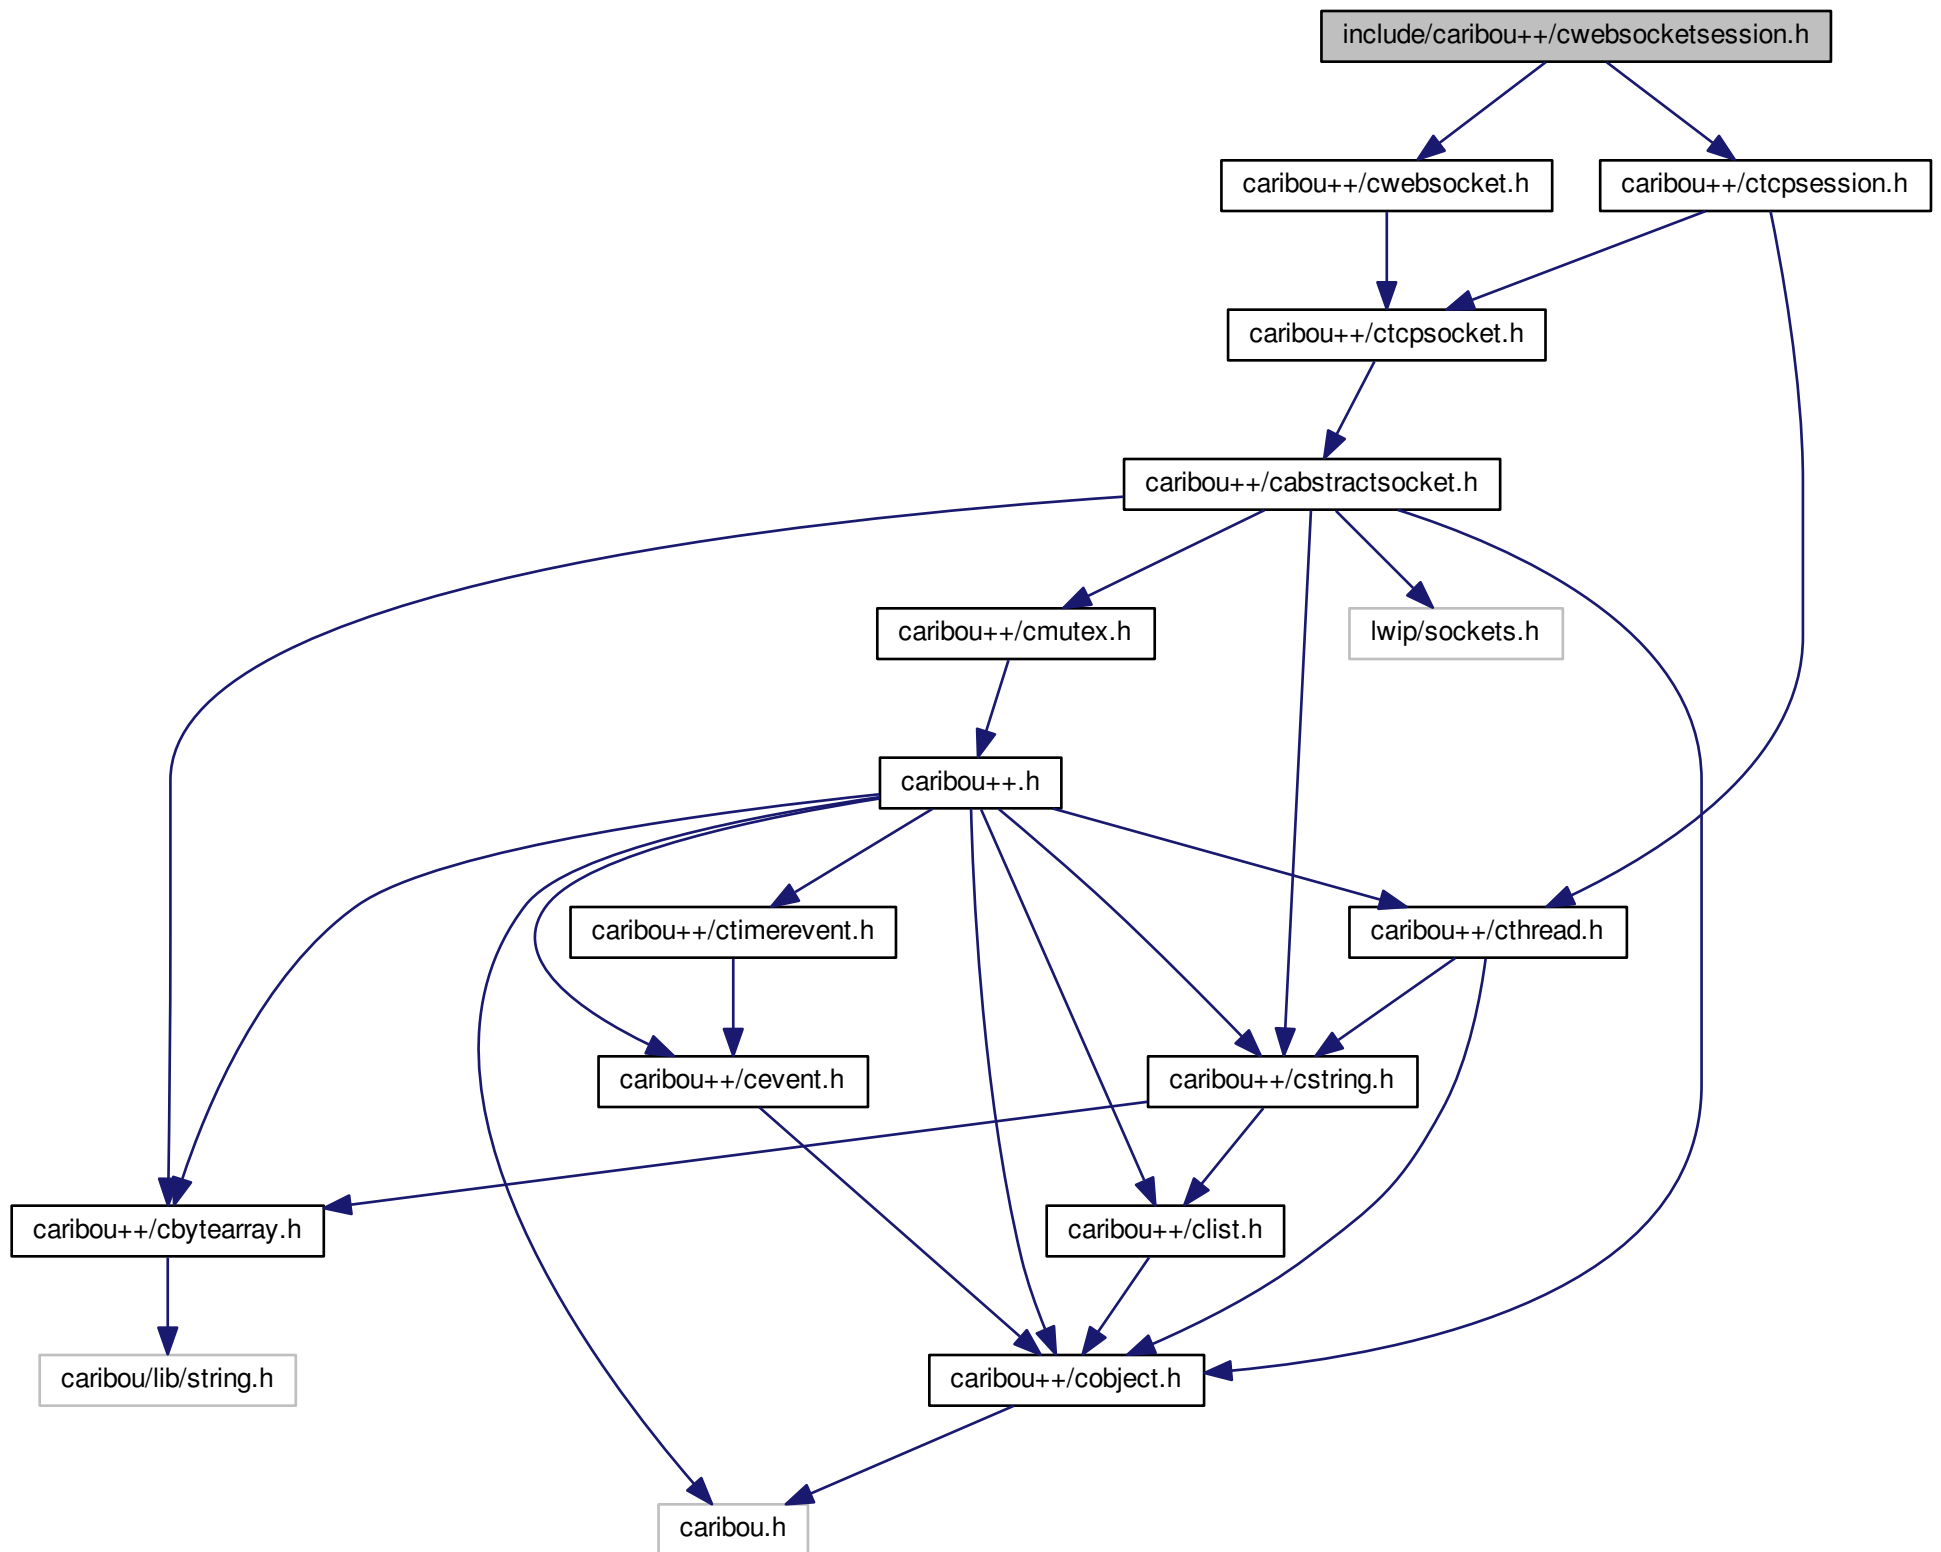 include/caribou++/cwebsocketsession.h
caribou++/cwebsocket.h
caribou++/ctcpsession.h
caribou++/ctcpsocket.h
caribou++/cabstractsocket.h
caribou++/cmutex.h
lwip/sockets.h
caribou++.h
caribou++/ctimerevent.h
caribou++/cthread.h
caribou++/cevent.h
caribou++/cstring.h
caribou++/cbytearray.h
caribou++/clist.h
caribou/lib/string.h
caribou++/cobject.h
caribou.h